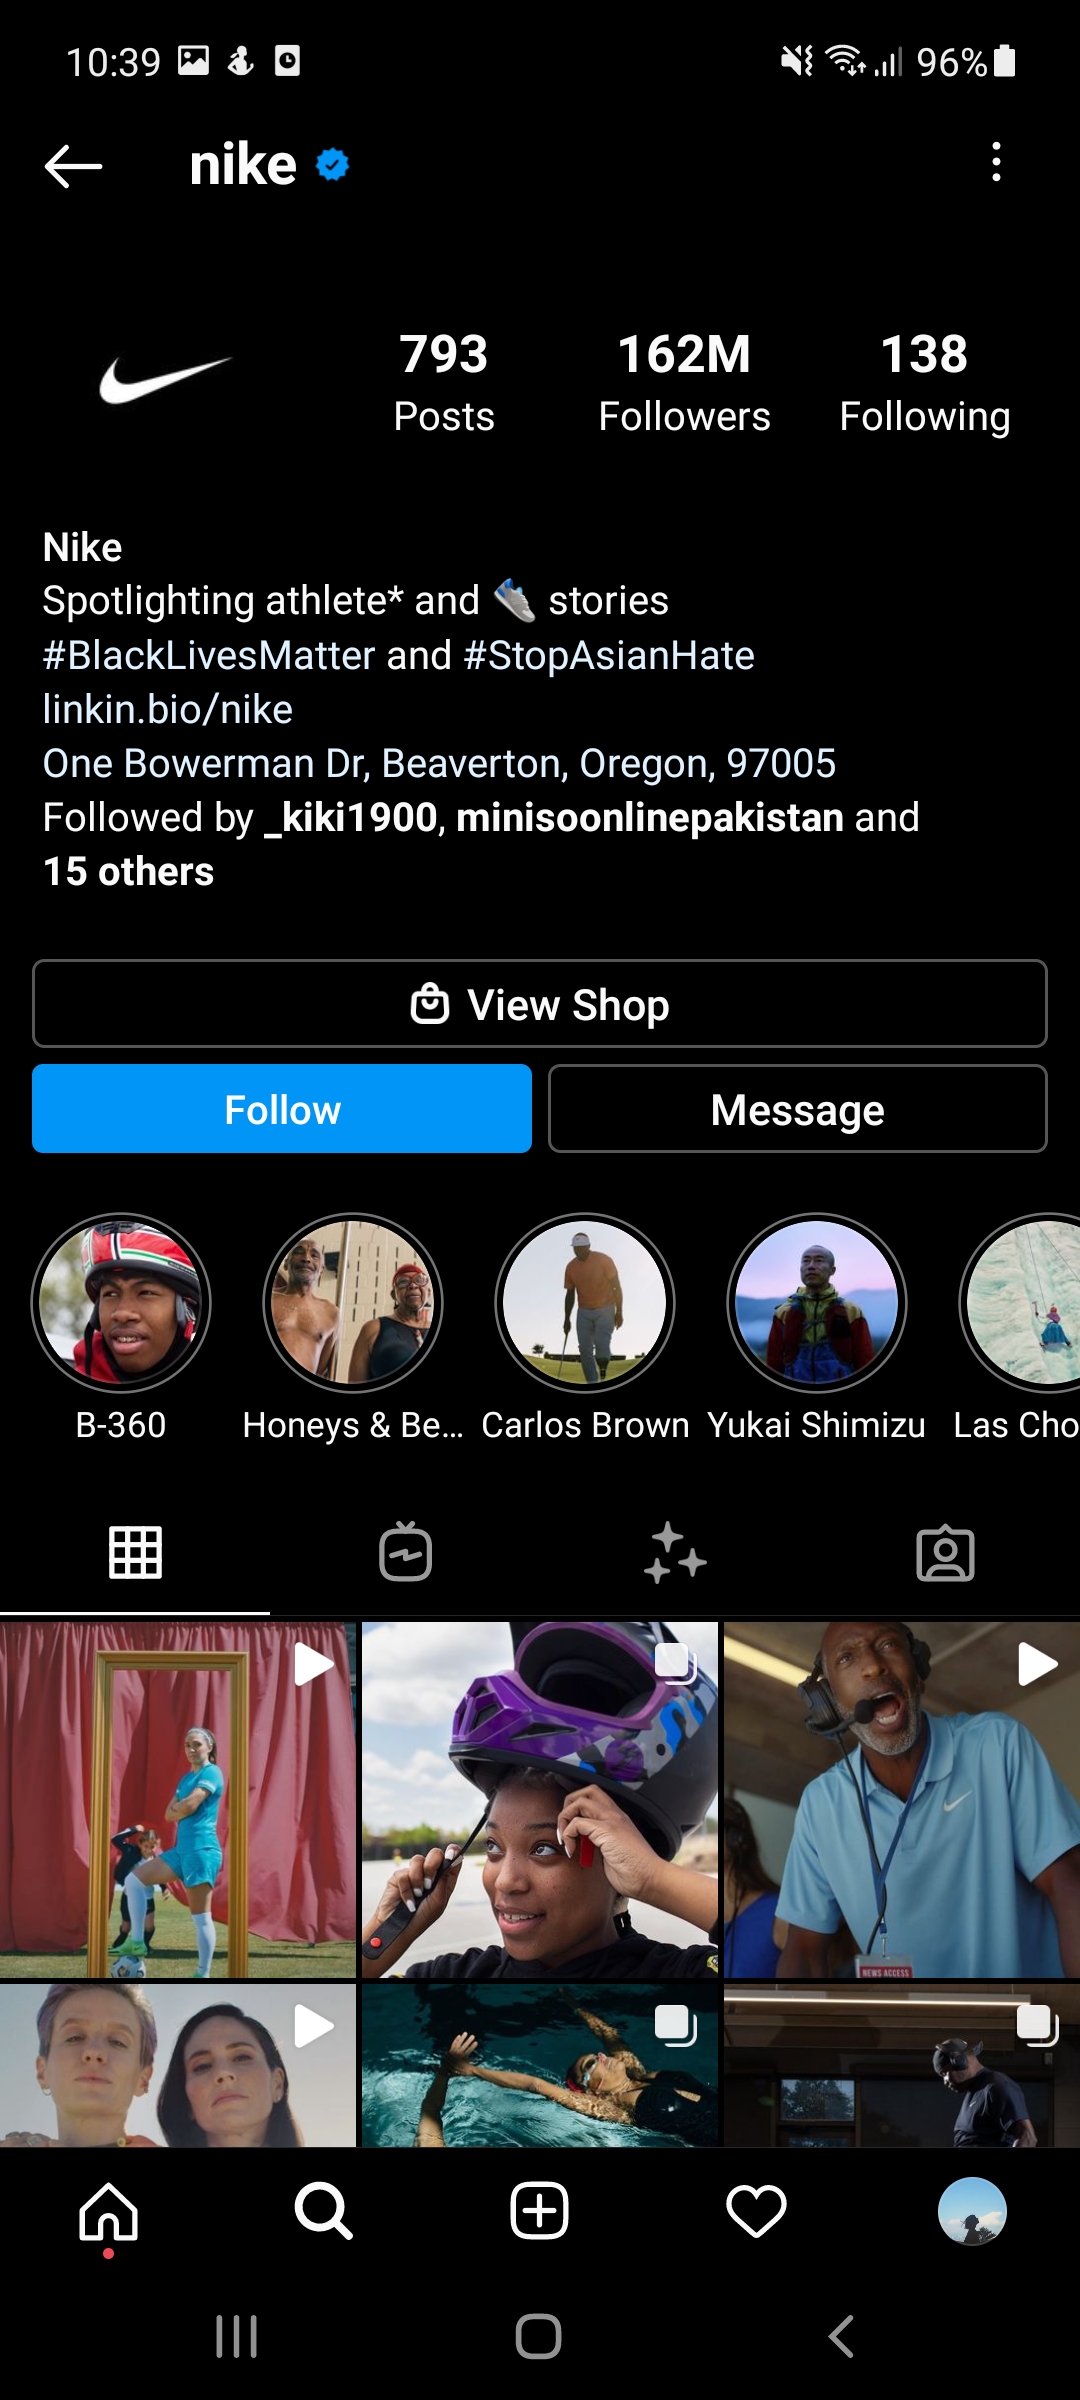 10:39 96%
nike
793 162M 138
Posts Followers Following
Nike
Spotlighting athlete* and 👟 stories
#BlackLivesMatter and #StopAsianHate
linkin.bio/nike
One Bowerman Dr, Beaverton, Oregon, 97005
Followed by _kiki1900, minisoonlinepakistan and
15 others
View Shop
Follow Message
B-360 Honeys & Be... Carlos Brown Yukai Shimizu Las Cho
NEWS ACCESS